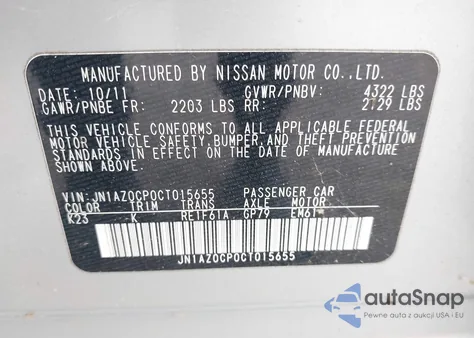 MANUFACTURED BY NISSAN MOTOR CO.,LTD.
DATE: 10/11 GVWR/PNBV: 4322 LBS
GAWR/PNBE FR: 2203 LBS RR: 2129 LBS
THIS VEHICLE CONFORMS TO ALL APPLICABLE FEDERAL
MOTOR VEHICLE SAFETY,BUMPER,AND THEFT PREVENTION
STANDARDS IN EFFECT ON THE DATE OF MANUFACTURE
SHOWN ABOVE.
VIN: JN1AZ0CP0CT015655 PASSENGER CAR
COLOR TRIM TRANS AXLE MOTOR
K23 K RE1F61A GP79 EM61*
JN1AZ0CP0CT015655
autoSnap
Pewne auta z aukcji USA i EU